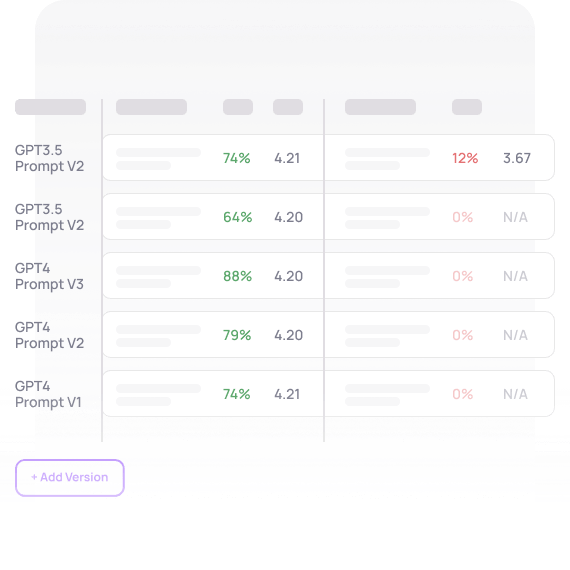 GPT3.5
Prompt V2
74% 4.21 12% 3.67
GPT3.5
Prompt V2
64% 4.20 0% N/A
GPT4
Prompt V3
88% 4.20 0% N/A
GPT4
Prompt V2
79% 4.20 0% N/A
GPT4
Prompt V1
74% 4.21 0% N/A
+ Add Version